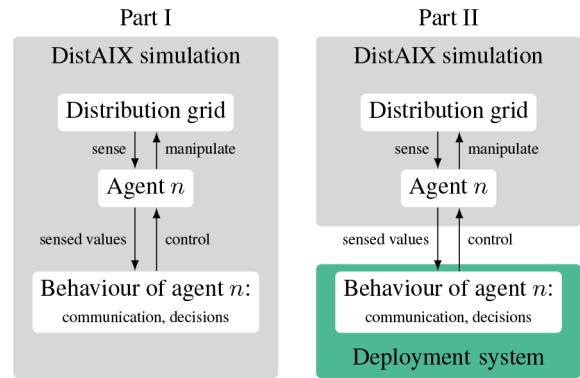 Part I
DistAIX simulation
Distribution grid
sense
manipulate
Agent n
sensed values
control
Behaviour of agent n:
communication, decisions
Part II
DistAIX simulation
Distribution grid
sense
manipulate
Agent n
sensed values
control
Behaviour of agent n:
communication, decisions
Deployment system